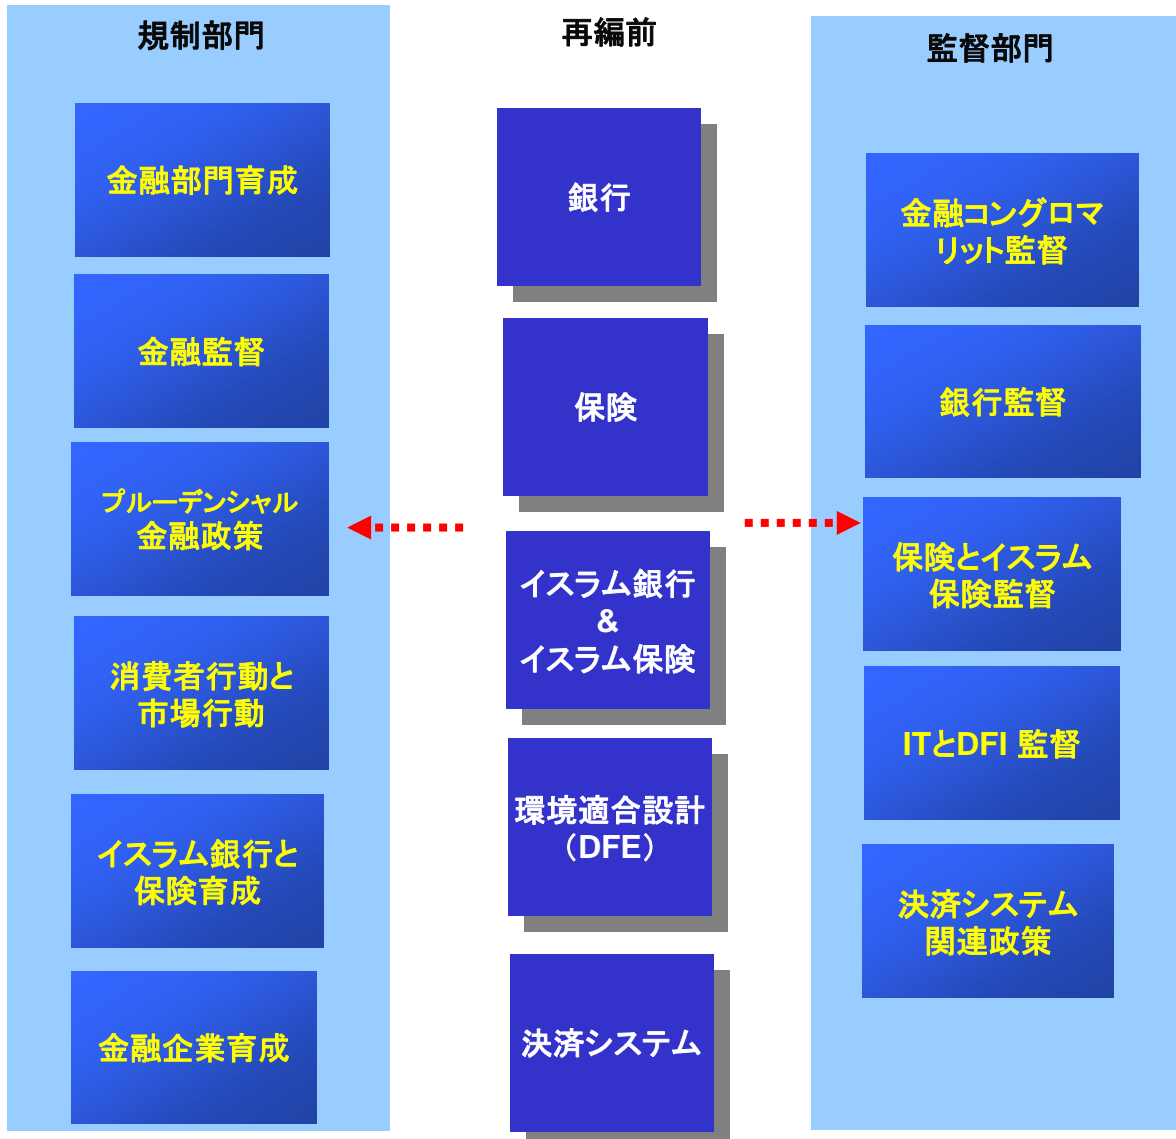 規制部門
金融部門育成
金融監督
プルーデンシャル
金融政策
消費者行動と
市場行動
イスラム銀行と
保険育成
金融企業育成
再編前
銀行
保険
イスラム銀行
&
イスラム保険
環境適合設計
（DFE）
決済システム
監督部門
金融コングロマ
リット監督
銀行監督
保険とイスラム
保険監督
ITとDFI 監督
決済システム
関連政策